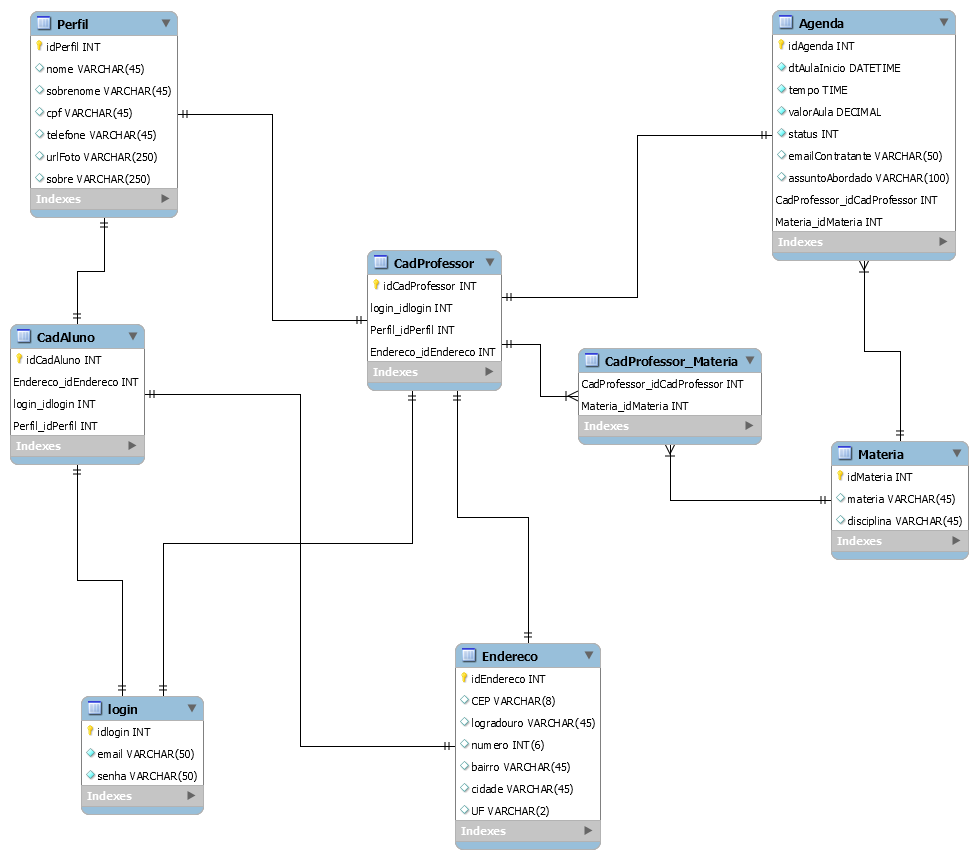 Perfil
idPerfil INT
nome VARCHAR(45)
sobrenome VARCHAR(45)
cpf VARCHAR(45)
telefone VARCHAR(45)
urlFoto VARCHAR(250)
sobre VARCHAR(250)
Indexes
Agenda
idAgenda INT
dtAulaInicio DATETIME
tempo TIME
valorAula DECIMAL
status INT
emailContratante VARCHAR(50)
assuntoAbordado VARCHAR(100)
CadProfessor_idCadProfessor INT
Materia_idMateria INT
Indexes
CadProfessor
idCadProfessor INT
login_idlogin INT
Perfil_idPerfil INT
Endereco_idEndereco INT
Indexes
CadAluno
idCadAluno INT
Endereco_idEndereco INT
login_idlogin INT
Perfil_idPerfil INT
Indexes
CadProfessor_Materia
CadProfessor_idCadProfessor INT
Materia_idMateria INT
Indexes
Materia
idMateria INT
materia VARCHAR(45)
disciplina VARCHAR(45)
Indexes
Endereco
idEndereco INT
CEP VARCHAR(8)
logradouro VARCHAR(45)
numero INT(6)
bairro VARCHAR(45)
cidade VARCHAR(45)
UF VARCHAR(2)
Indexes
login
idlogin INT
email VARCHAR(50)
senha VARCHAR(50)
Indexes